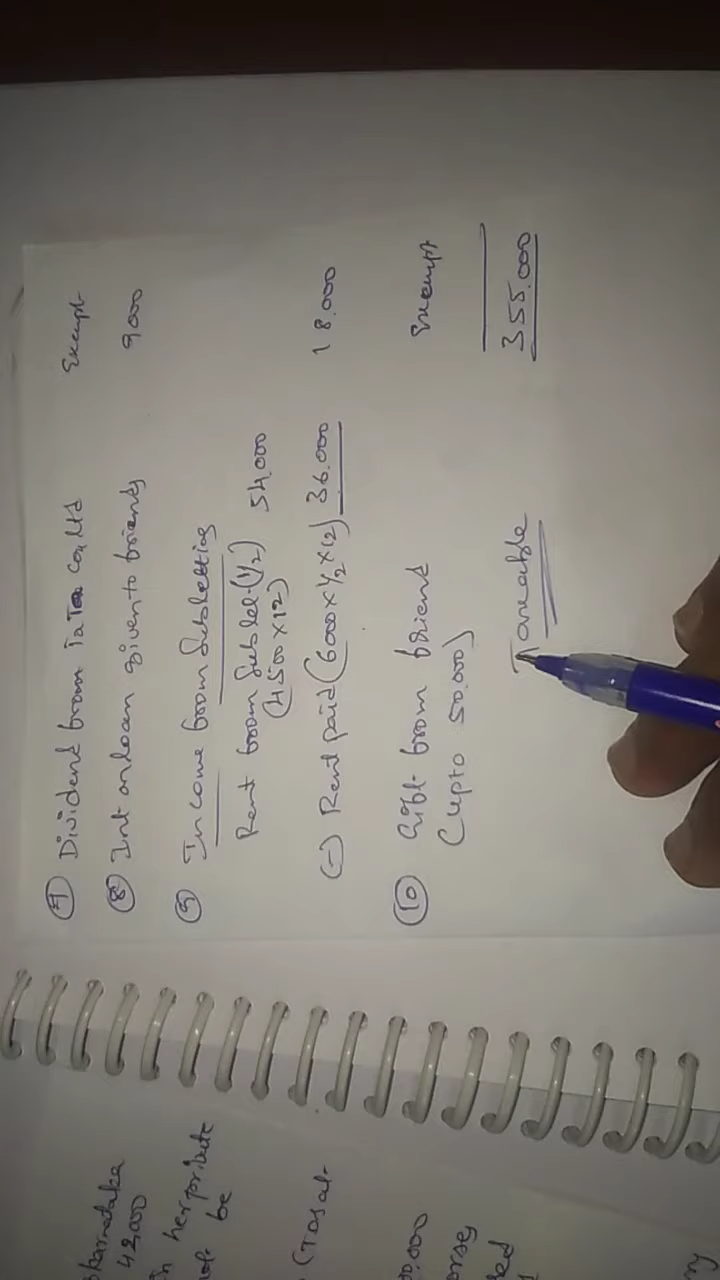 (7) Dividend from TaTa Co, Ltd Exempt
(8) Int on loan given to friends 9000
(9) Income from Subletting
Rent from Sublet (1/2) 54.000
(4500 x 12)
(-) Rent paid (6000 x 1/2 x 12) 36.000 18.000
(10) Gift from friend Exempt
(upto 50.000)
Taxable 355.000
Karnataka
42000
her private
be
(Total